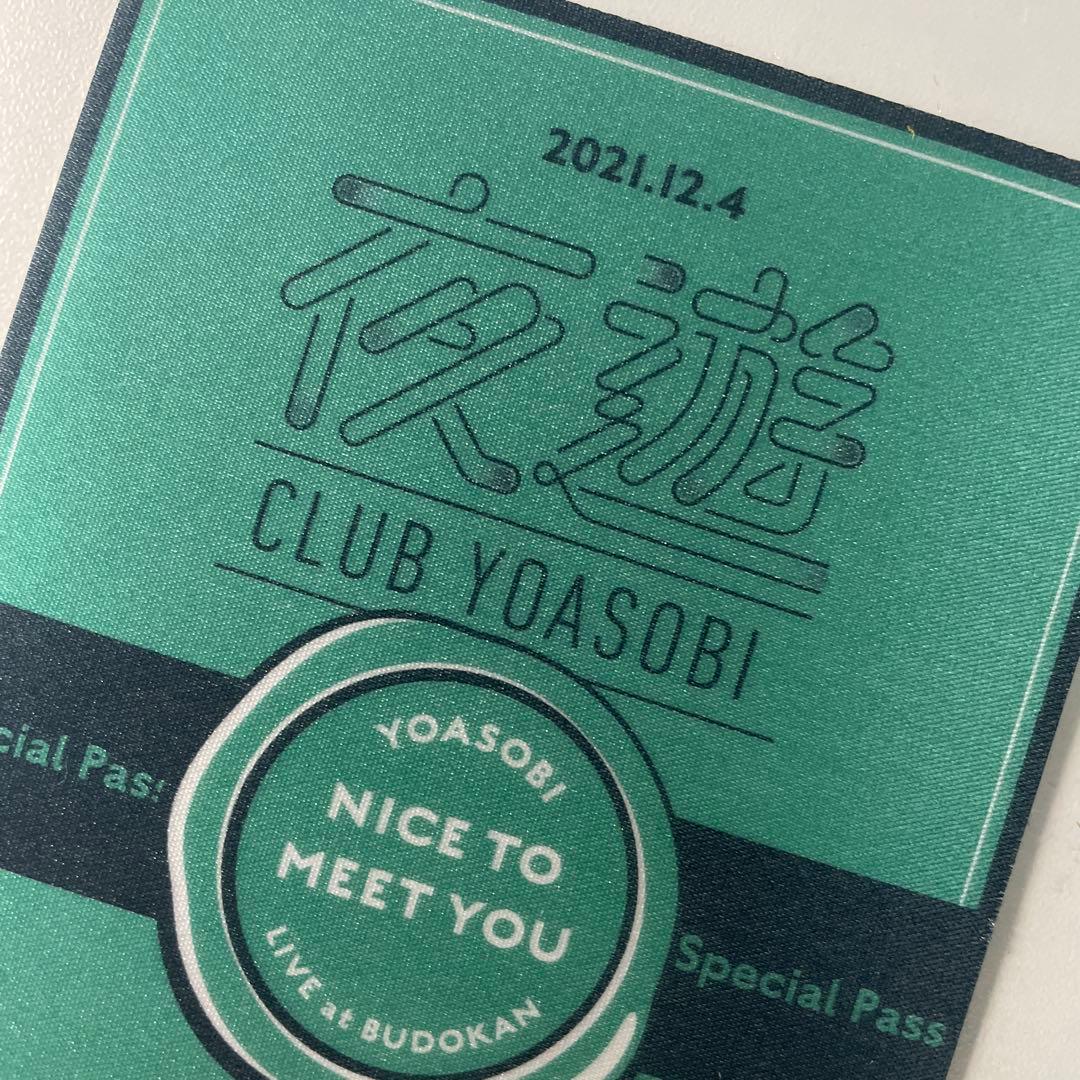 2021.12.4
夜遊
CLUB YOASOBI
cial Pass
YOASOBI
NICE TO
MEET YOU
LIVE at BUDOKAN
Special Pass